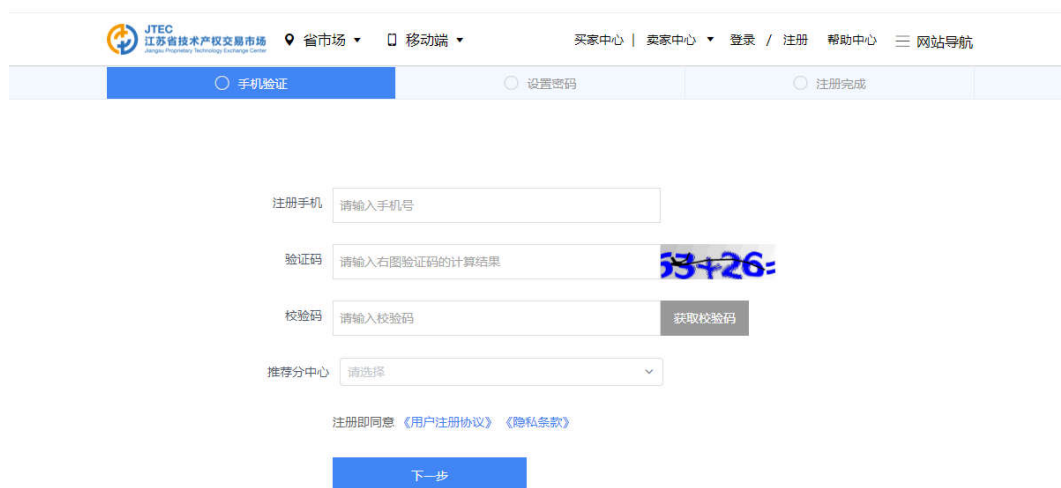 JTEC
江苏省技术产权交易市场
Jiangsu Proprietary Technology Exchange Center
省市场 移动端 买家中心 | 卖家中心 登录 / 注册 帮助中心 网站导航
手机验证 设置密码 注册完成
注册手机 请输入手机号
验证码 请输入右图验证码的计算结果 63+26=
校验码 请输入校验码 获取校验码
推荐分中心 请选择
注册即同意 《用户注册协议》 《隐私条款》
下一步